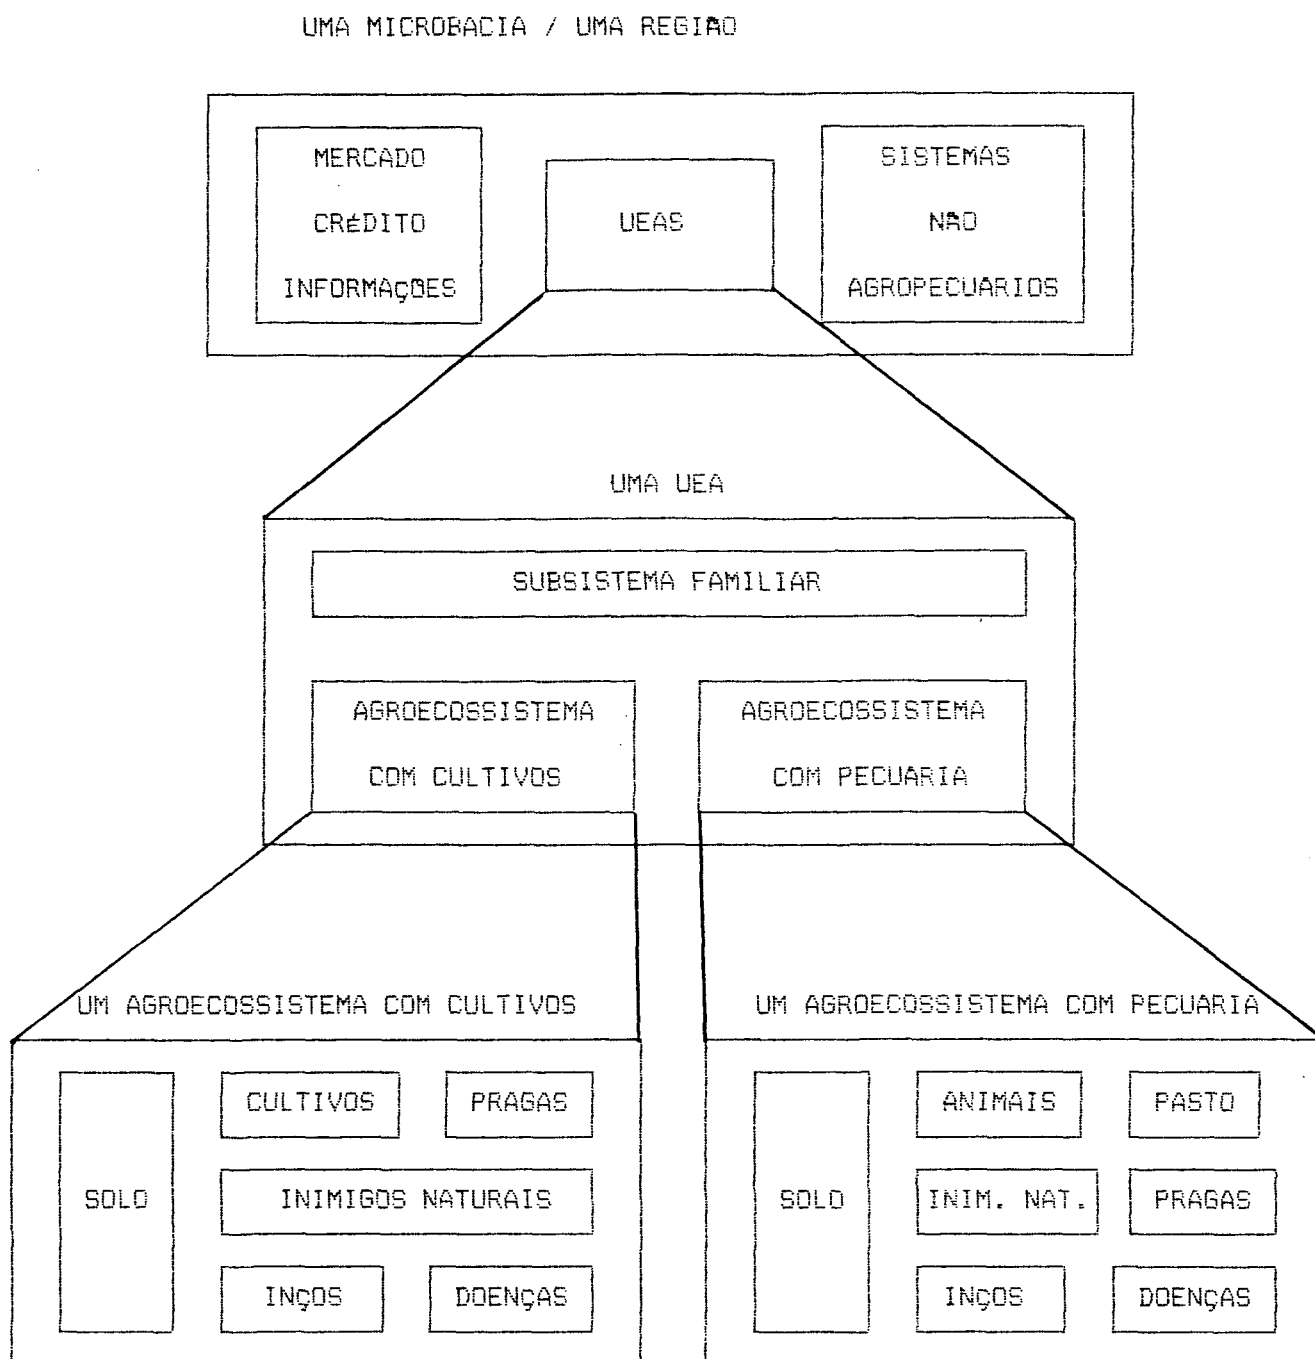 UMA MICROBACIA / UMA REGIÃO
MERCADO
CRÉDITO
INFORMAÇÕES
UEAS
SISTEMAS
NÃO
AGROPECUARIOS
UMA UEA
SUBSISTEMA FAMILIAR
AGROECOSSISTEMA
COM CULTIVOS
AGROECOSSISTEMA
COM PECUARIA
UM AGROECOSSISTEMA COM CULTIVOS
SOLO
CULTIVOS
PRAGAS
INIMIGOS NATURAIS
INÇOS
DOENÇAS
UM AGROECOSSISTEMA COM PECUARIA
SOLO
ANIMAIS
PASTO
INIM. NAT.
PRAGAS
INÇOS
DOENÇAS